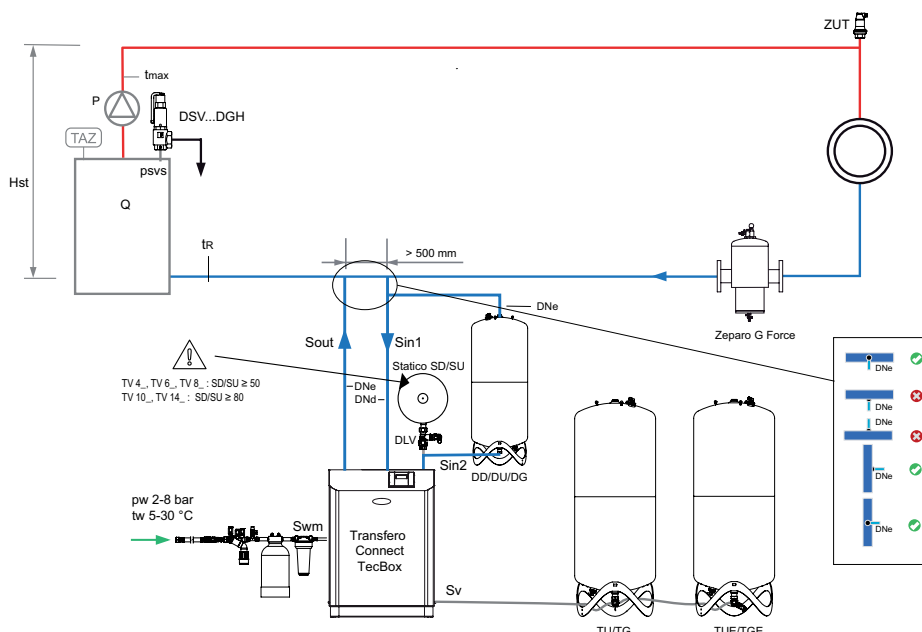 ZUT
tmax
P
DSV...DGH
TAZ
psvs
Hst
Q
tR
> 500 mm
DNe
Zeparo G Force
Sout
Sin1
Statico SD/SU
TV 4_, TV 6_, TV 8_ : SD/SU ≥ 50
TV 10_, TV 14_ : SD/SU ≥ 80
DNe
DNd
DLV
Sin2
DD/DU/DG
DNe
DNe
DNe
DNe
pw 2-8 bar
tw 5-30 °C
Swm
Transfero
Connect
TecBox
Sv
TU/TG
TUE/TGE